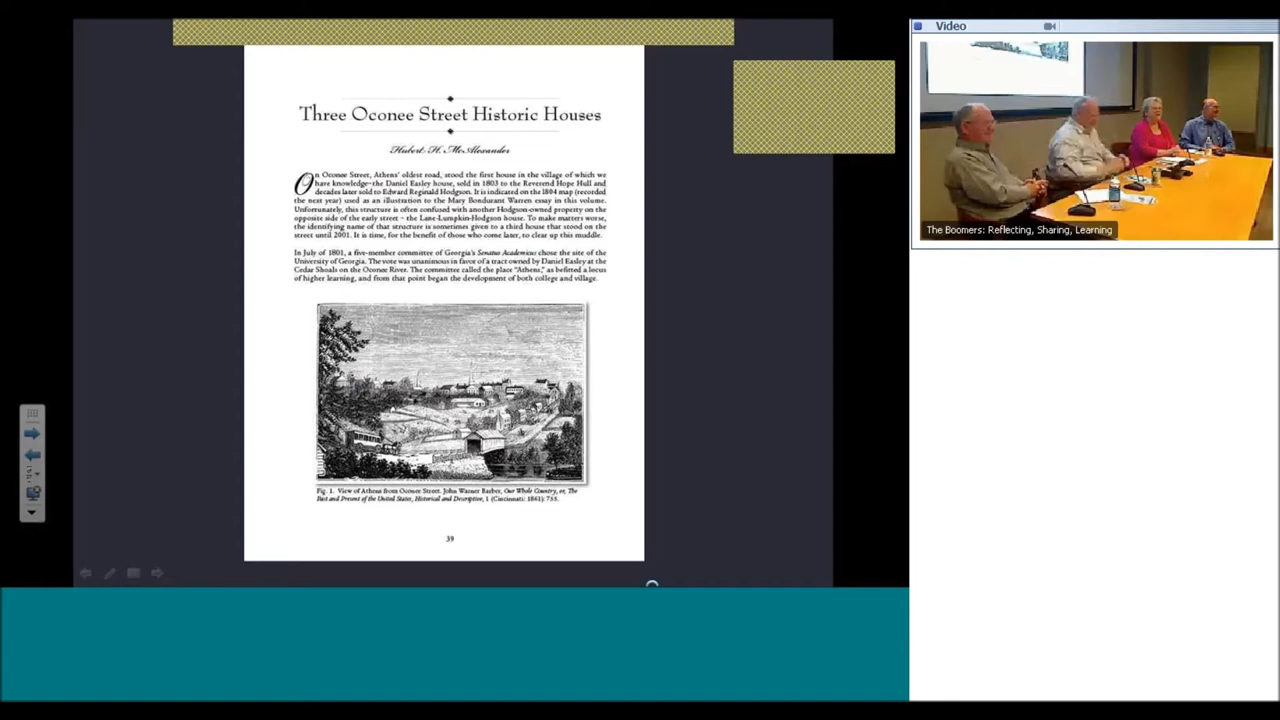 Three Oconee Street Historic Houses
Hubert H. McAlexander
On Oconee Street, Athens' oldest road, stood the first house in the village of which we
have knowledge–the Daniel Easley house, sold in 1803 to the Reverend Hope Hull and
decades later sold to Edward Reginald Hodgson. It is indicated on the 1804 map (recorded
the next year) used as an illustration to the Mary Bondurant Warren essay in this volume.
Unfortunately, this structure is often confused with another Hodgson-owned property on the
opposite side of the early street – the Lane-Lumpkin-Hodgson house. To make matters worse,
the identifying name of that structure is sometimes given to a third house that stood on the
street until 2001. It is time, for the benefit of those who come later, to clear up this muddle.
In July of 1801, a five-member committee of Georgia's Senatus Academicus chose the site of the
University of Georgia. The vote was unanimous in favor of a tract owned by Daniel Easley at the
Cedar Shoals on the Oconee River. The committee called the place "Athens," as befitted a locus
of higher learning, and from that point began the development of both college and village.
Fig. 1. View of Athens from Oconee Street. John Warner Barber, Our Whole Country, or, The
Past and Present of the United States, Historical and Descriptive, 1 (Cincinnati: 1861): 755.
39
Video
The Boomers: Reflecting, Sharing, Learning